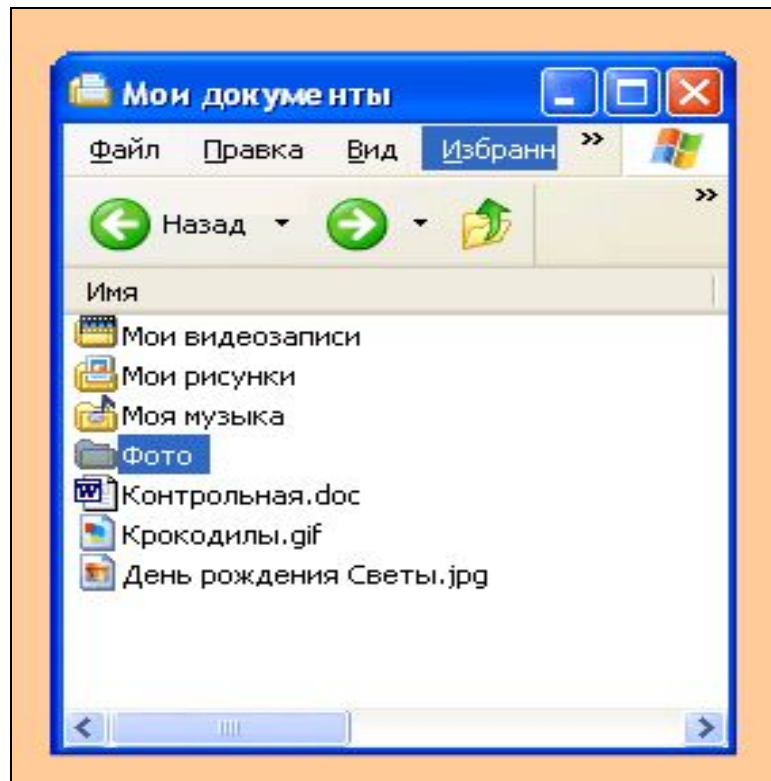 Мои документы
Файл Правка Вид Избранн »
Назад »
Имя
Мои видеозаписи
Мои рисунки
Моя музыка
Фото
Контрольная.doc
Крокодилы.gif
День рождения Светы.jpg